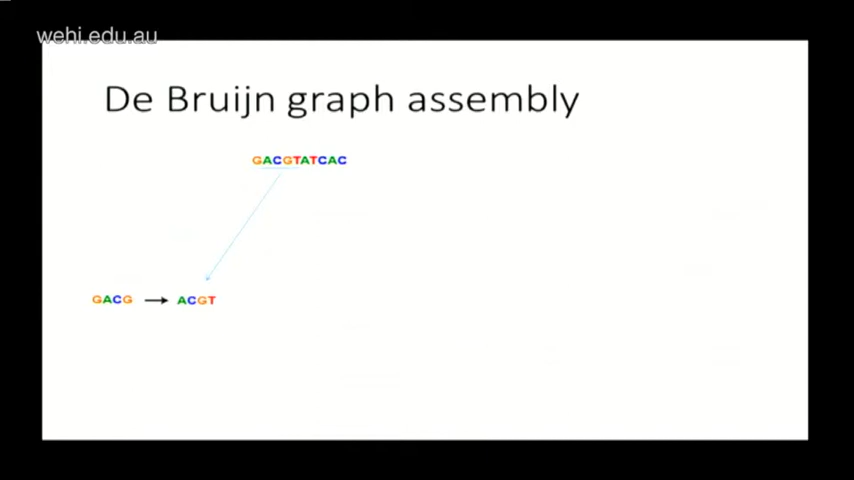 wehi.edu.au
De Bruijn graph assembly
GACGTATCAC
GACG ACGT